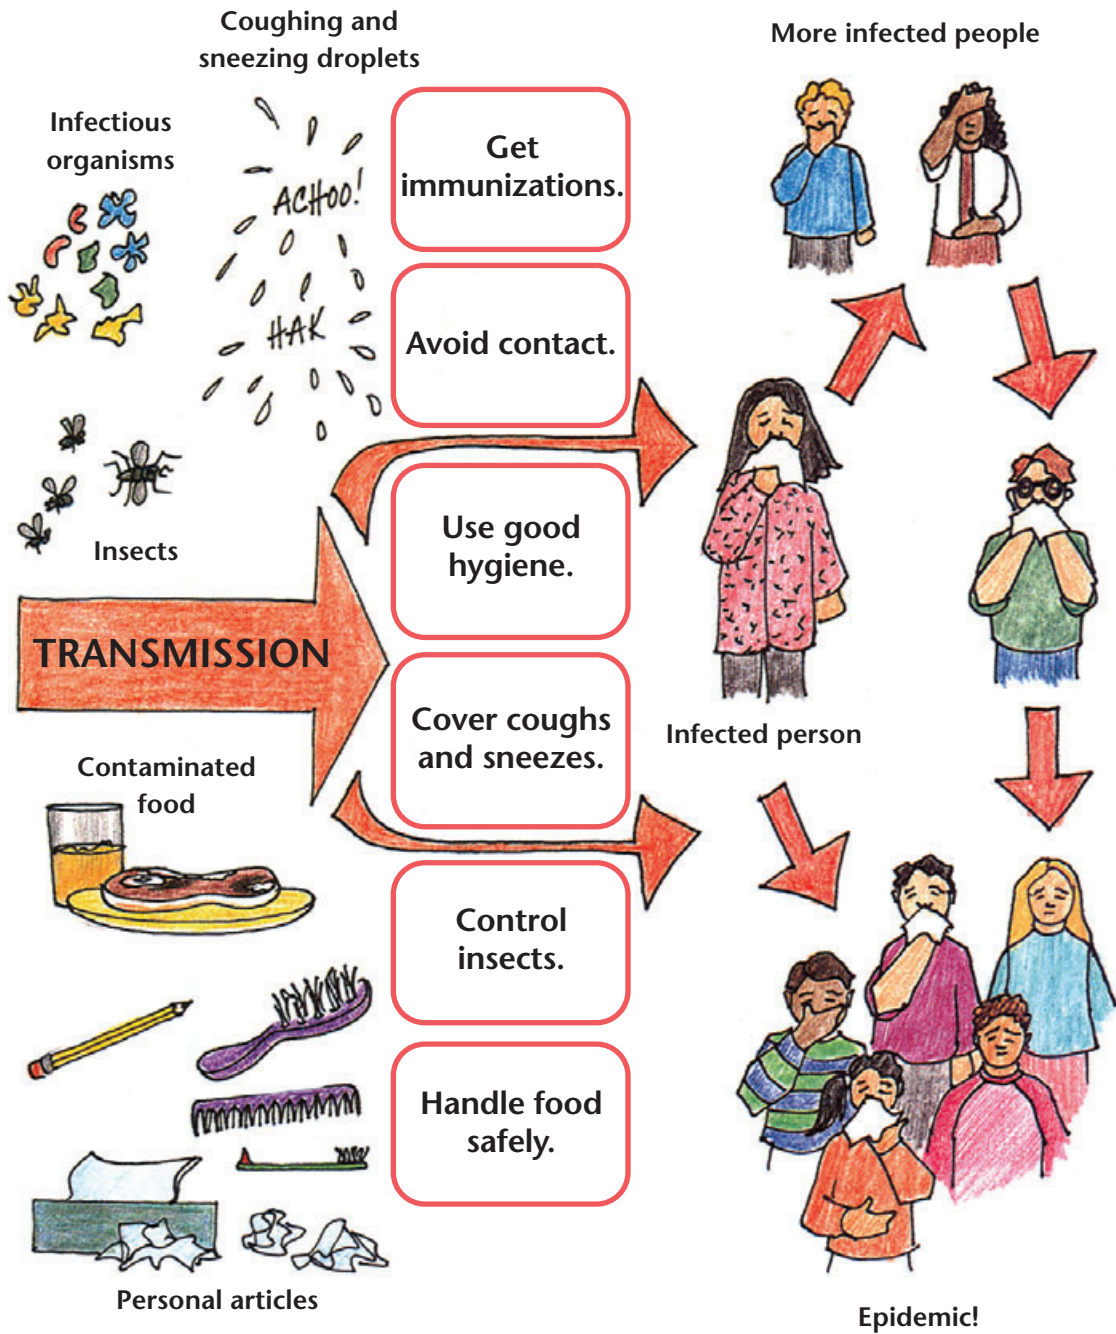 Coughing and
sneezing droplets
More infected people
Infectious
organisms
ACHOO!
HAK
Get
immunizations.
Avoid contact.
Insects
Use good
hygiene.
TRANSMISSION
Cover coughs
and sneezes.
Infected person
Contaminated
food
Control
insects.
Handle food
safely.
Personal articles
Epidemic!